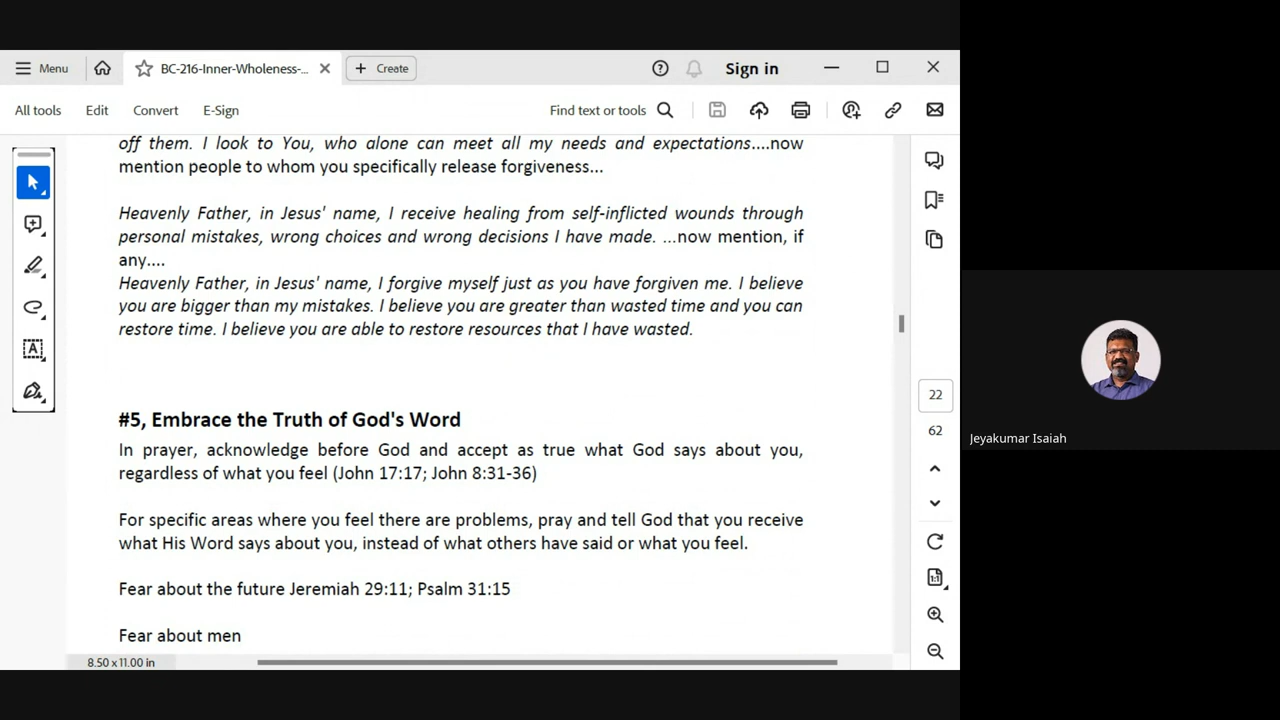 Menu
BC-216-Inner-Wholeness-...
Create
Sign in
All tools
Edit
Convert
E-Sign
Find text or tools
off them. I look to You, who alone can meet all my needs and expectations....now
mention people to whom you specifically release forgiveness...
Heavenly Father, in Jesus' name, I receive healing from self-inflicted wounds through
personal mistakes, wrong choices and wrong decisions I have made. ...now mention, if
any....
Heavenly Father, in Jesus' name, I forgive myself just as you have forgiven me. I believe
you are bigger than my mistakes. I believe you are greater than wasted time and you can
restore time. I believe you are able to restore resources that I have wasted.
#5, Embrace the Truth of God's Word
In prayer, acknowledge before God and accept as true what God says about you,
regardless of what you feel (John 17:17; John 8:31-36)
For specific areas where you feel there are problems, pray and tell God that you receive
what His Word says about you, instead of what others have said or what you feel.
Fear about the future Jeremiah 29:11; Psalm 31:15
Fear about men
8.50 x 11.00 in
22
62
1:1
Jeyakumar Isaiah